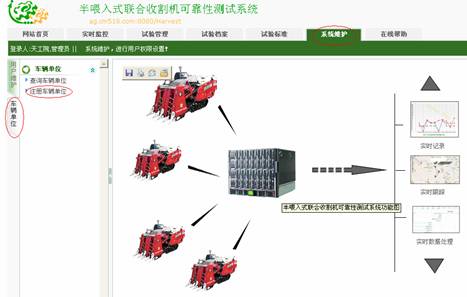 半喂入式联合收割机可靠性测试系统
ag.cm518.com:8080/Harvest
网站首页 实时监控 试验管理 试验档案 试验标准 系统维护 在线帮助
登录人:天工网,管理员 || 系统维护,进行用户权限设置!
用户维护
车辆单位
车辆单位
查询车辆单位
注册车辆单位
实时记录
实时跟踪
半喂入式联合收割机可靠性测试系统功能图
实时数据处理